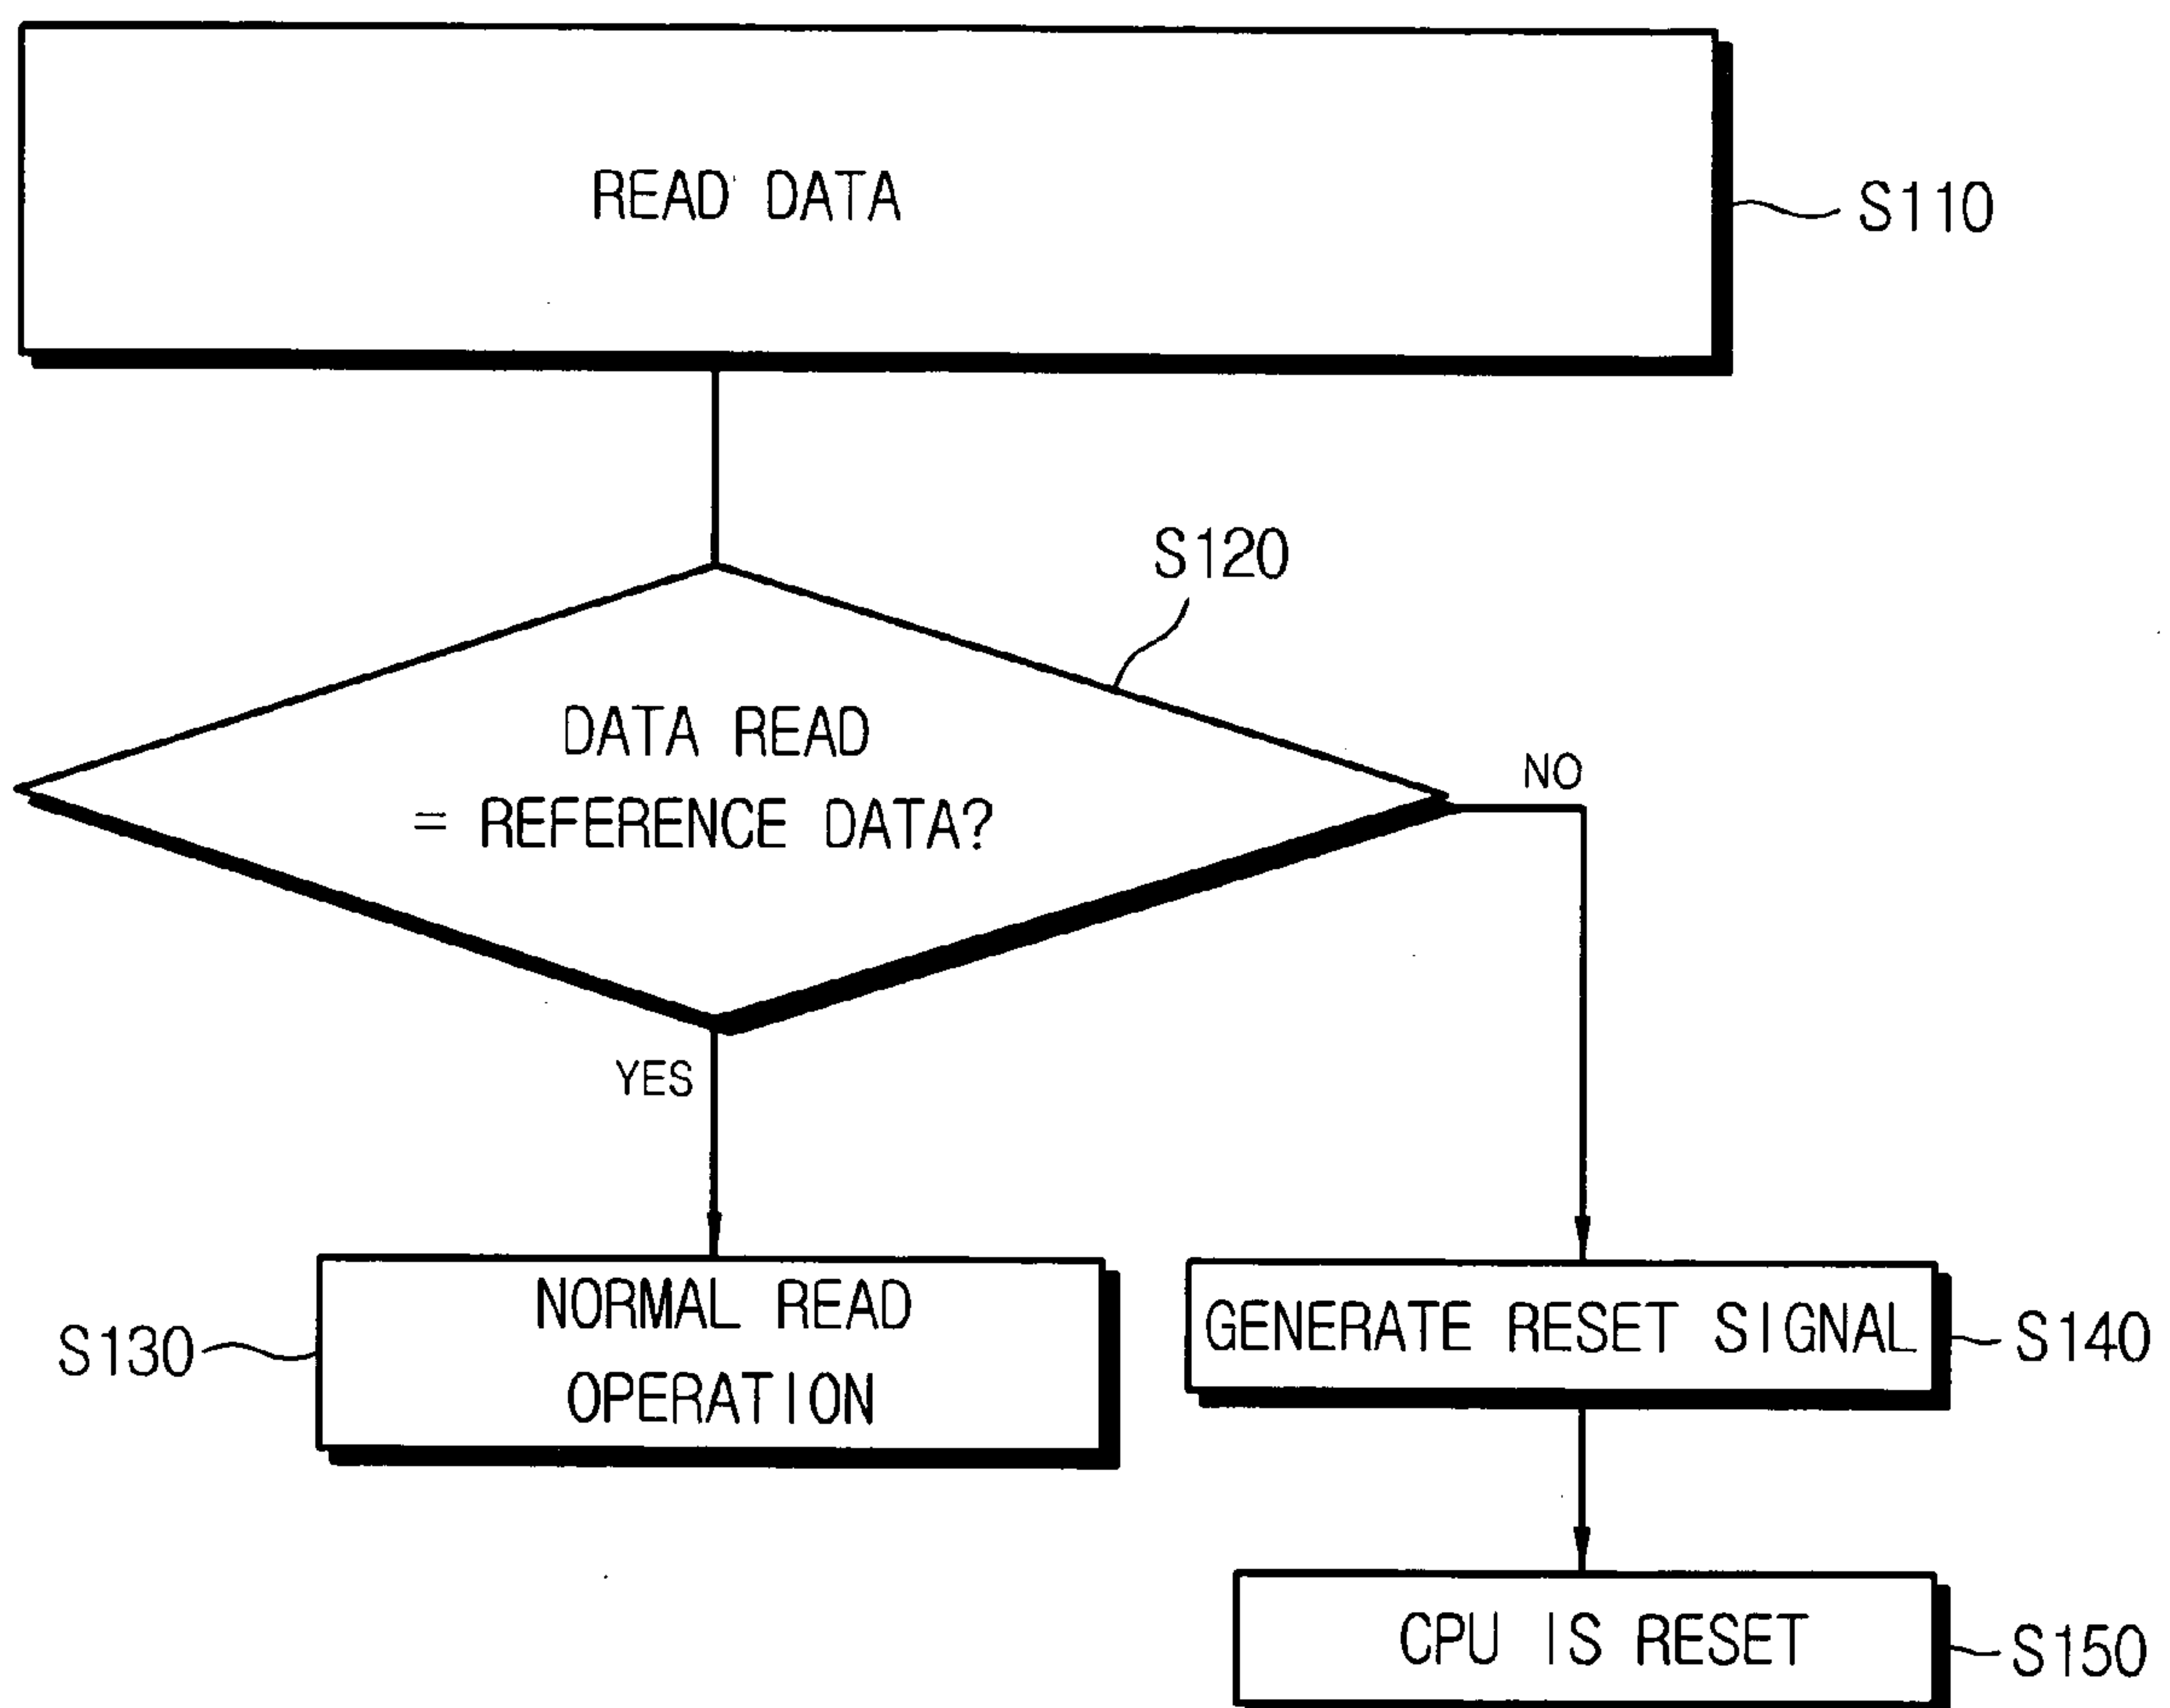 READ DATA
S110
S120
DATA READ
= REFERENCE DATA?
NO
YES
NORMAL READ
OPERATION
S130
GENERATE RESET SIGNAL
S140
CPU IS RESET
S150